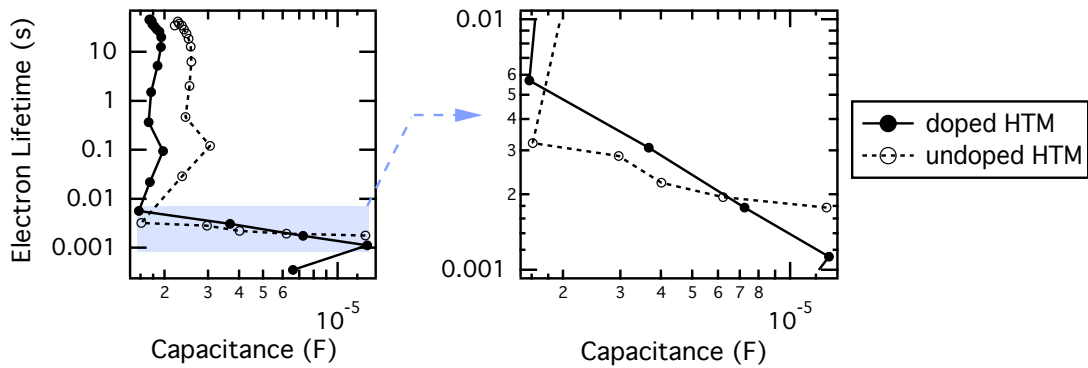 Electron Lifetime (s)
10
1
0.1
0.01
0.001
2 3 4 5 6
10-5
Capacitance (F)
0.01
6
5
4
3
2
0.001
2 3 4 5 6 7 8
10-5
Capacitance (F)
doped HTM
undoped HTM